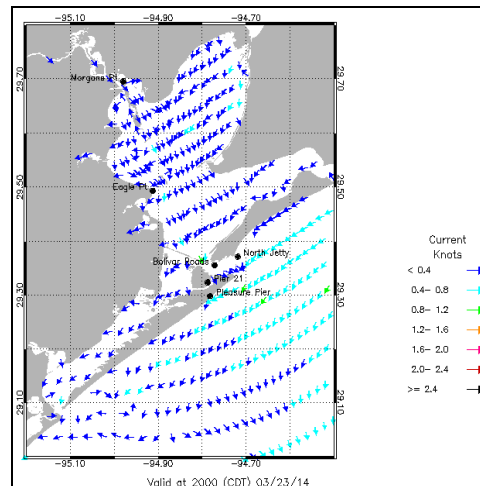 -95.10 -94.90 -94.70
29.70 29.70
Morgans Pt.
Eagle Pt.
29.50 29.50
North Jetty
Bolivar Roads
Pier 21
Pleasure Pier
29.30 29.30
29.10 29.10
-95.10 -94.90 -94.70
Valid at 2000 (CDT) 03/23/14
Current
Knots
< 0.4
0.4- 0.8
0.8- 1.2
1.2- 1.6
1.6- 2.0
2.0- 2.4
>= 2.4